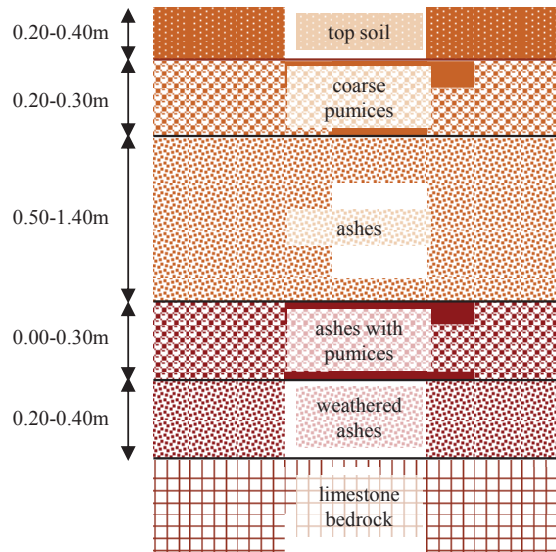 0.20-0.40m
top soil
0.20-0.30m
coarse
pumices
0.50-1.40m
ashes
0.00-0.30m
ashes with
pumices
0.20-0.40m
weathered
ashes
limestone
bedrock